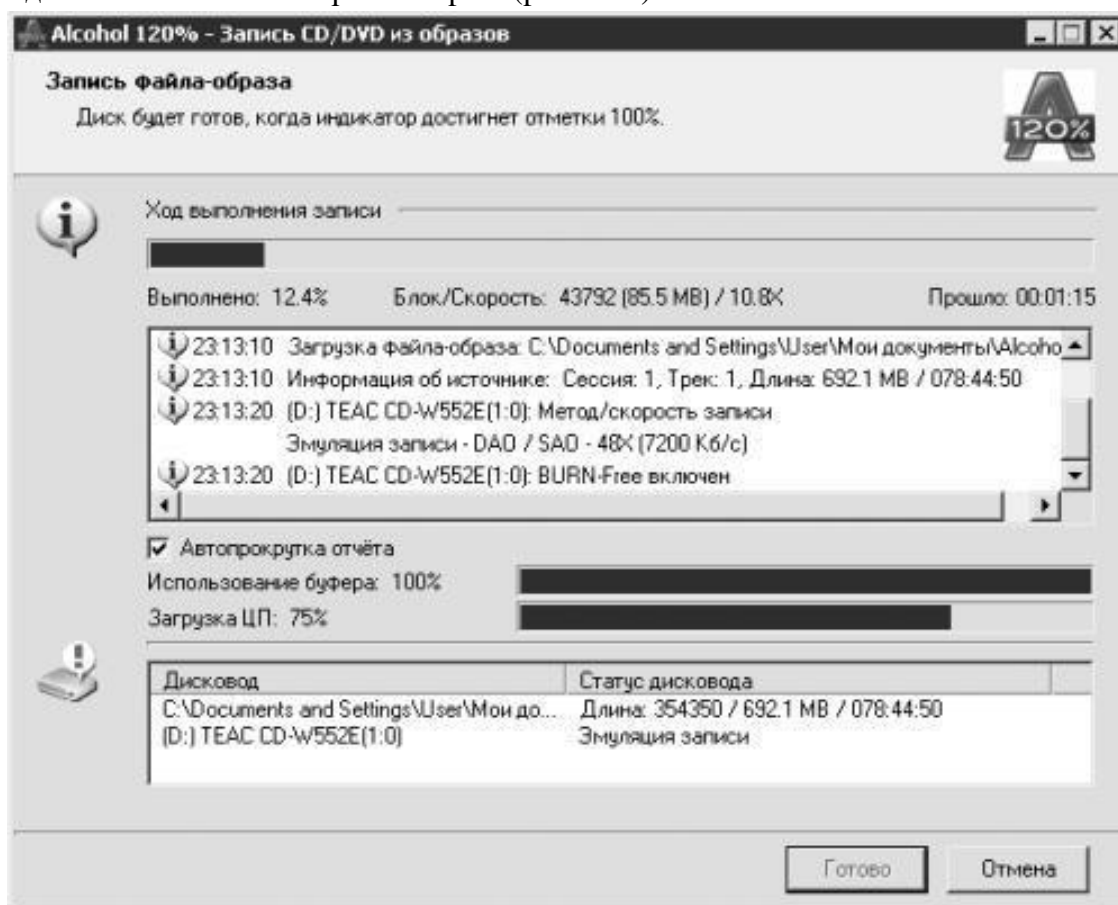 Alcohol 120% - Запись CD/DVD из образов
Запись файла-образа
Диск будет готов, когда индикатор достигнет отметки 100%.
120%
Ход выполнения записи
Выполнено: 12.4% Блок/Скорость: 43792 (85.5 MB) / 10.8X Прошло: 00:01:15
23:13:10 Загрузка файла-образа: C:\Documents and Settings\User\Мои документы\Alcoho
23:13:10 Информация об источнике: Сессия: 1, Трек: 1, Длина: 692.1 MB / 078:44:50
23:13:20 (D:) TEAC CD-W552E(1:0): Метод/скорость записи
Эмуляция записи - DAO / SAO - 48X (7200 Кб/с)
23:13:20 (D:) TEAC CD-W552E(1:0): BURN-Free включен
Автопрокрутка отчёта
Использование буфера: 100%
Загрузка ЦП: 75%
Дисковод Статус дисковода
C:\Documents and Settings\User\Мои до... Длина: 354350 / 692.1 MB / 078:44:50
(D:) TEAC CD-W552E(1:0) Эмуляция записи
Готово Отмена